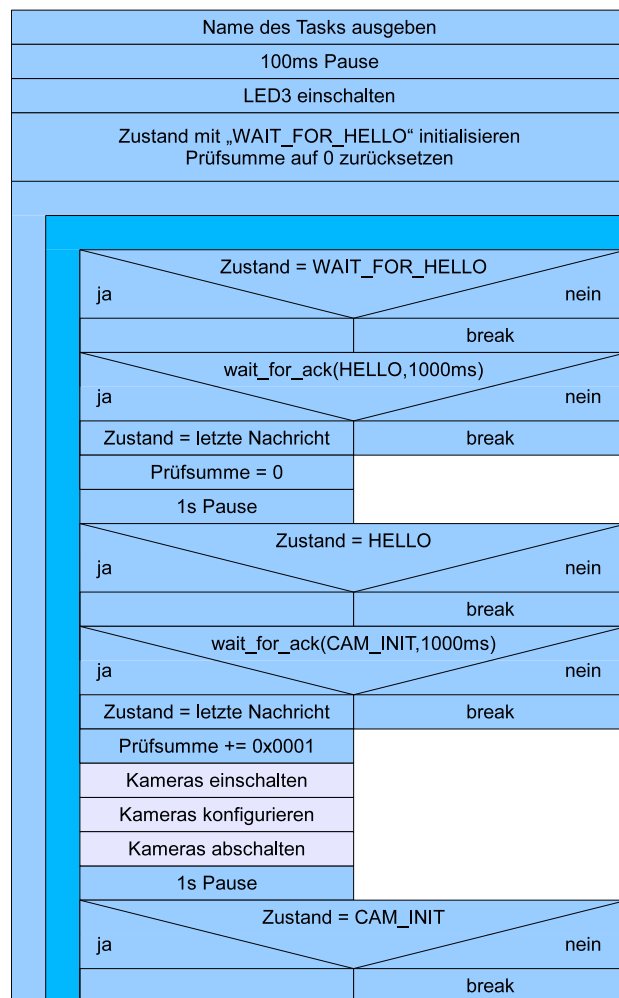 Name des Tasks ausgeben
100ms Pause
LED3 einschalten
Zustand mit „WAIT_FOR_HELLO“ initialisieren
Prüfsumme auf 0 zurücksetzen
Zustand = WAIT_FOR_HELLO
ja nein
break
wait_for_ack(HELLO,1000ms)
ja nein
Zustand = letzte Nachricht break
Prüfsumme = 0
1s Pause
Zustand = HELLO
ja nein
break
wait_for_ack(CAM_INIT,1000ms)
ja nein
Zustand = letzte Nachricht break
Prüfsumme += 0x0001
Kameras einschalten
Kameras konfigurieren
Kameras abschalten
1s Pause
Zustand = CAM_INIT
ja nein
break